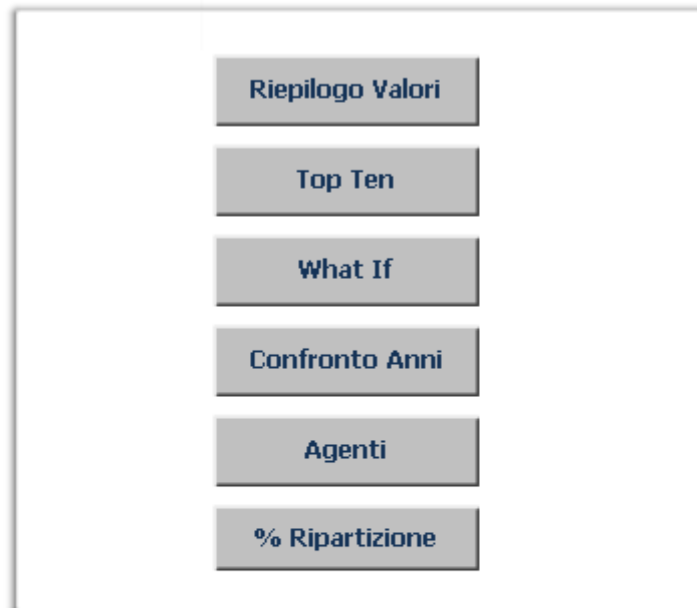 Riepilogo Valori
Top Ten
What If
Confronto Anni
Agenti
% Ripartizione